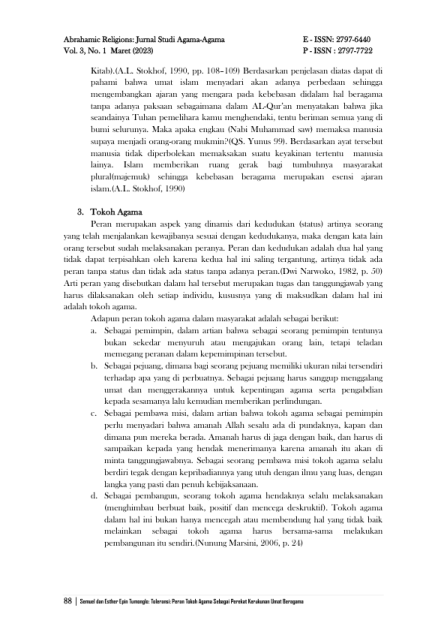 Abrahamic Religions: Jurnal Studi Agama-Agama E - ISSN: 2797-6440
Vol. 3, No. 1 Maret (2023) P - ISSN : 2797-7722
Kitab).(A.L. Stokhof, 1990, pp. 108–109) Berdasarkan penjelasan diatas dapat di
pahami bahwa umat islam menyadari akan adanya perbedaan sehingga
mengembangkan ajaran yang mengara pada kebebasan didalam hal beragama
tanpa adanya paksaan sebagaimana dalam AL-Qur'an menyatakan bahwa jika
seandainya Tuhan pemelihara kamu menghendaki, tentu beriman semua yang di
bumi selurunya. Maka apaka engkau (Nabi Muhammad saw) memaksa manusia
supaya menjadi orang-orang mukmin?(QS. Yunus 99). Berdasarkan ayat tersebut
manusia tidak diperbolekan memaksakan suatu keyakinan tertentu manusia
lainya. Islam memberikan ruang gerak bagi tumbuhnya masyarakat
plural(majemuk) sehingga kebebasan beragama merupakan esensi ajaran
islam.(A.L. Stokhof, 1990)
3. Tokoh Agama
Peran merupakan aspek yang dinamis dari kedudukan (status) artinya seorang
yang telah menjalankan kewajibanya sesuai dengan kedudukanya, maka dengan kata lain
orang tersebut sudah melaksanakan peranya. Peran dan kedudukan adalah dua hal yang
tidak dapat terpisahkan oleh karena kedua hal ini saling tergantung, artinya tidak ada
peran tanpa status dan tidak ada status tanpa adanya peran.(Dwi Narwoko, 1982, p. 50)
Arti peran yang disebutkan dalam hal tersebut merupakan tugas dan tanggungjawab yang
harus dilaksanakan oleh setiap individu, kususnya yang di maksudkan dalam hal ini
adalah tokoh agama.
Adapun peran tokoh agama dalam masyarakat adalah sebagai berikut:
a. Sebagai pemimpin, dalam artian bahwa sebagai seorang pemimpin tentunya
bukan sekedar menyuruh atau mengajukan orang lain, tetapi teladan
memegang peranan dalam kepemimpinan tersebut.
b. Sebagai pejuang, dimana bagi seorang pejuang memiliki ukuran nilai tersendiri
terhadap apa yang di perbuatnya. Sebagai pejuang harus sanggup menggalang
umat dan menggerakannya untuk kepentingan agama serta pengabdian
kepada sesamanya lalu kemudian memberikan perlindungan.
c. Sebagai pembawa misi, dalam artian bahwa tokoh agama sebagai pemimpin
perlu menyadari bahwa amanah Allah sesalu ada di pundaknya, kapan dan
dimana pun mereka berada. Amanah harus di jaga dengan baik, dan harus di
sampaikan kepada yang hendak menerimanya karena amanah itu akan di
minta tanggungjawabnya. Sebagai seorang pembawa misi tokoh agama selalu
berdiri tegak dengan kepribadiannya yang utuh dengan ilmu yang luas, dengan
langka yang pasti dan penuh kebijaksanaan.
d. Sebagai pembangun, seorang tokoh agama hendaknya selalu melaksanakan
(menghimbau berbuat baik, positif dan mencega deskruktif). Tokoh agama
dalam hal ini bukan hanya mencegah atau membendung hal yang tidak baik
melainkan sebagai tokoh agama harus bersama-sama melakukan
pembangunan itu sendiri.(Nunung Marsini, 2006, p. 24)
88 | Samuel dan Esther Epin Tumonglo: Toleransi: Peran Tokoh Agama Sebagai Perekat Kerukunan Umat Beragama